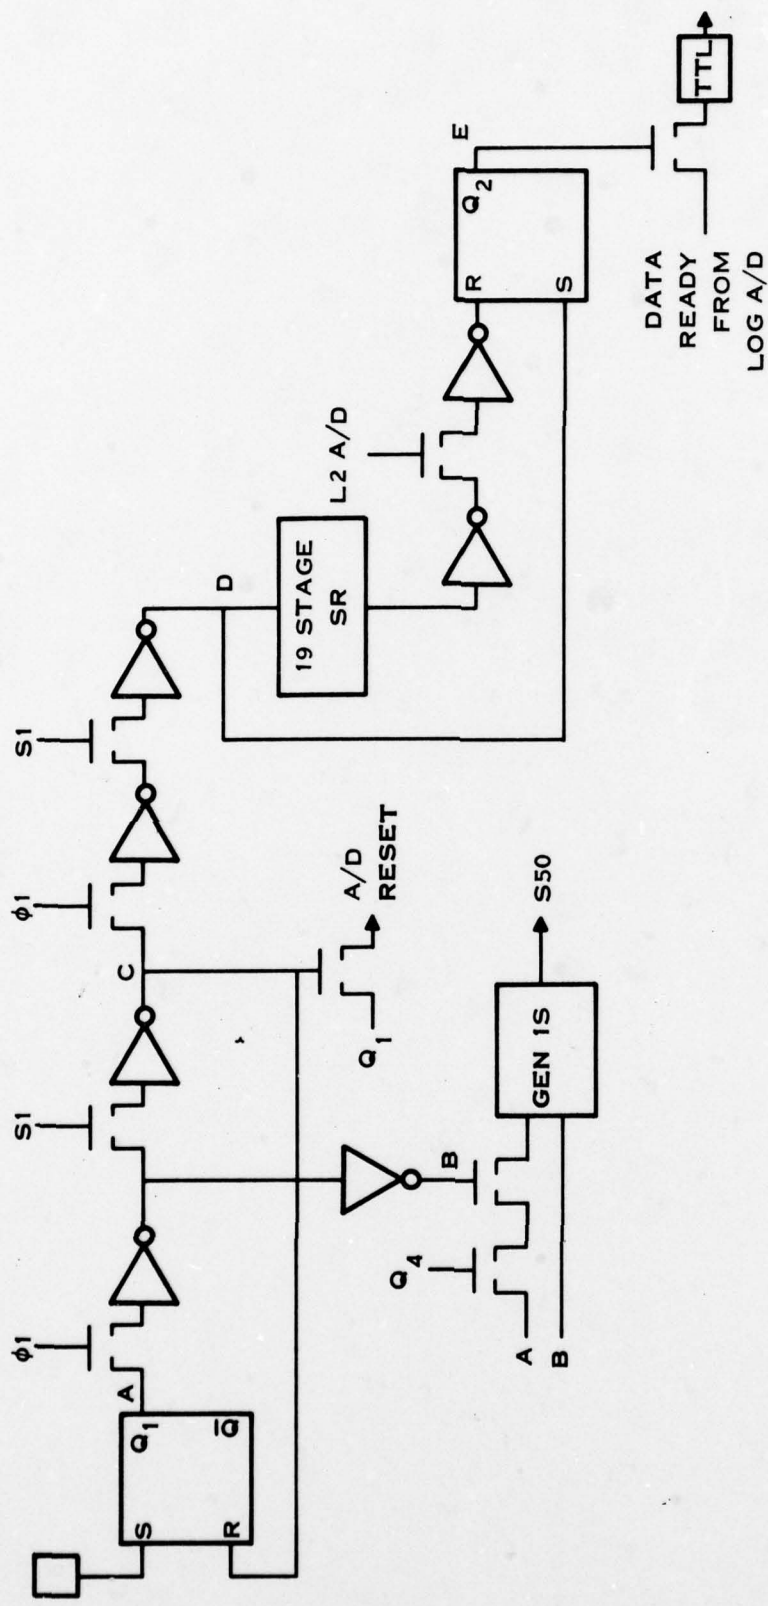 S
R
Q1
Q̅
A
ϕ1
S1
C
ϕ1
S1
D
19 STAGE
SR
L2 A/D
R
S
Q2
E
TTL
DATA
READY
FROM
LOG A/D
Q1
A/D
RESET
B
Q4
A
B
GEN 1S
S50